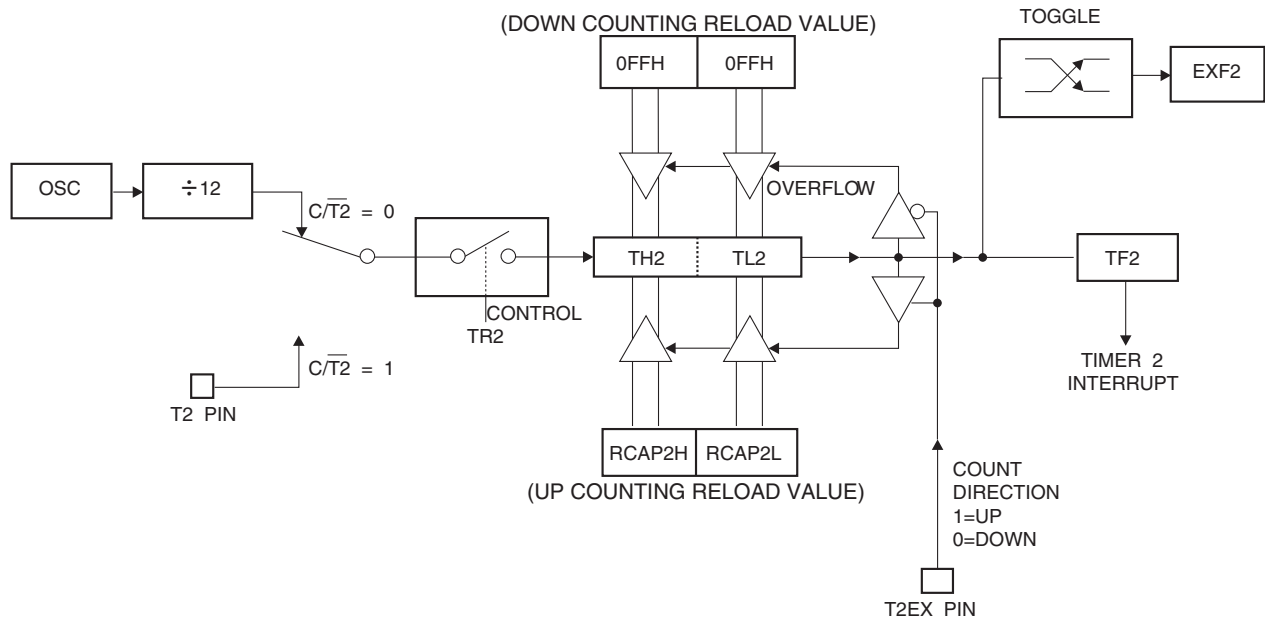 (DOWN COUNTING RELOAD VALUE)
TOGGLE
0FFH
0FFH
EXF2
OSC
÷12
OVERFLOW
C/T2̅ = 0
TH2
TL2
TF2
CONTROL
TR2
C/T2̅ = 1
TIMER 2
INTERRUPT
T2 PIN
RCAP2H
RCAP2L
(UP COUNTING RELOAD VALUE)
COUNT
DIRECTION
1=UP
0=DOWN
T2EX PIN